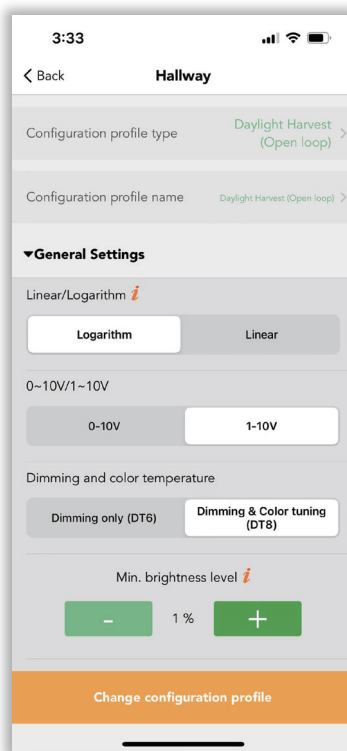 3:33
Back
Hallway
Configuration profile type
Daylight Harvest
(Open loop)
Configuration profile name
Daylight Harvest (Open loop)
▼General Settings
Linear/Logarithm i
Logarithm
Linear
0~10V/1~10V
0-10V
1-10V
Dimming and color temperature
Dimming only (DT6)
Dimming & Color tuning
(DT8)
Min. brightness level i
- 1 % +
Change configuration profile